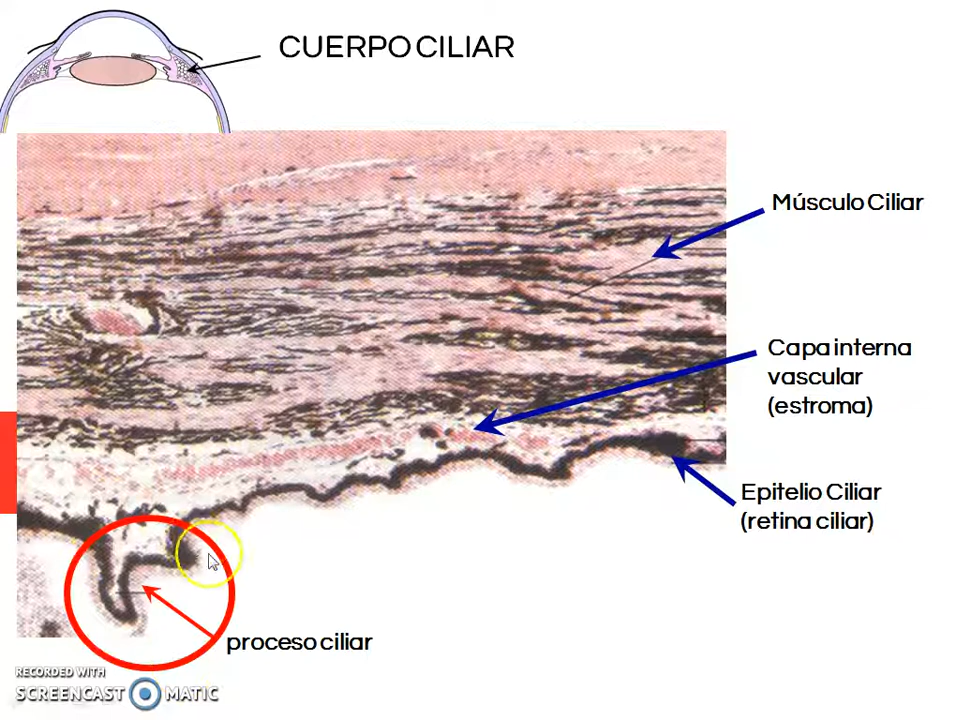 CUERPO CILIAR
Músculo Ciliar
Capa interna
vascular
(estroma)
Epitelio Ciliar
(retina ciliar)
proceso ciliar
RECORDED WITH
SCREENCAST MATIC